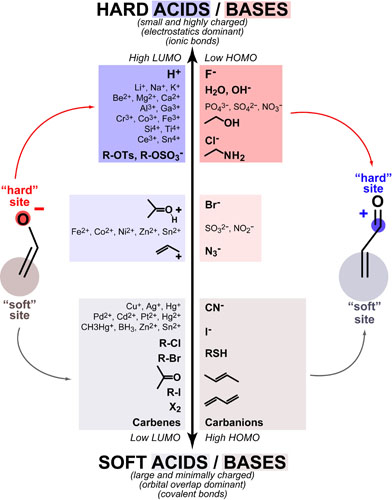 HARD ACIDS / BASES
(small and highly charged)
(electrostatics dominant)
(ionic bonds)
High LUMO
Low HOMO
H⁺
Li⁺, Na⁺, K⁺
Be²⁺, Mg²⁺, Ca²⁺
Al³⁺, Ga³⁺
Cr³⁺, Co³⁺, Fe³⁺
Si⁴⁺, Ti⁴⁺
Ce³⁺, Sn⁴⁺
R-OTs, R-OSO₃⁻
F⁻
H₂O, OH⁻
PO₄³⁻, SO₄²⁻, NO₃⁻
OH
Cl⁻
NH₂
"hard"
site
O
"soft"
site
"hard"
site
+
O
"soft"
site
O
+
H
Fe²⁺, Co²⁺, Ni²⁺, Zn²⁺, Sn²⁺
+
Br⁻
SO₃²⁻, NO₂⁻
N₃⁻
Cu⁺, Ag⁺, Hg⁺
Pd²⁺, Cd²⁺, Pt²⁺, Hg²⁺
CH3Hg⁺, BH₃, Zn²⁺, Sn²⁺
R-Cl
R-Br
O
R-I
X₂
Carbenes
CN⁻
I⁻
RSH
Carbanions
Low LUMO
High HOMO
SOFT ACIDS / BASES
(large and minimally charged)
(orbital overlap dominant)
(covalent bonds)